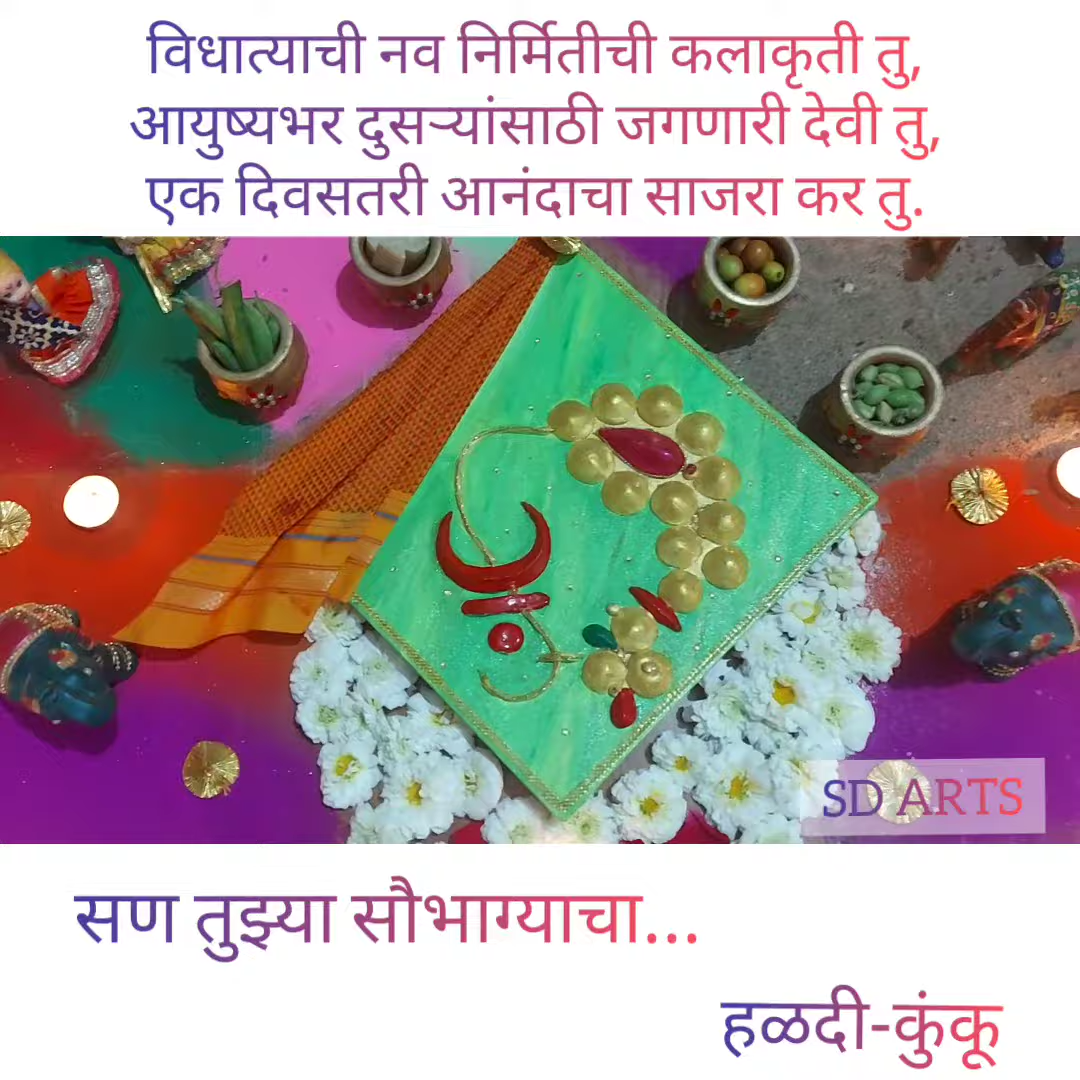 विधात्याची नव निर्मितीची कलाकृती तु,
आयुष्यभर दुसऱ्यांसाठी जगणारी देवी तु,
एक दिवसतरी आनंदाचा साजरा कर तु.
SD ARTS
सण तुझ्या सौभाग्याचा...
हळदी-कुंकू